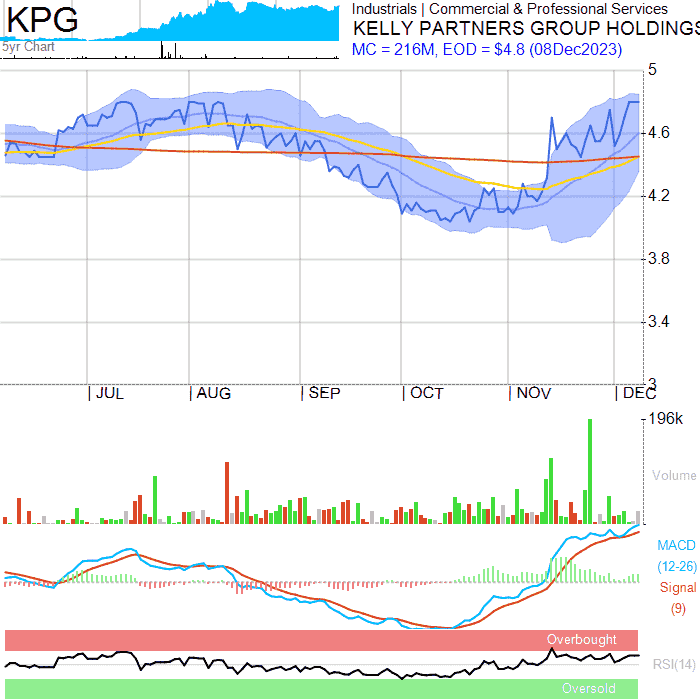 KPG
5yr Chart
Industrials | Commercial & Professional Services
KELLY PARTNERS GROUP HOLDINGS
MC = 216M, EOD = $4.8 (08Dec2023)
5
4.6
4.2
3.8
3.4
3
JUL
AUG
SEP
OCT
NOV
DEC
196k
Volume
MACD
(12-26)
Signal
(9)
Overbought
RSI(14)
Oversold